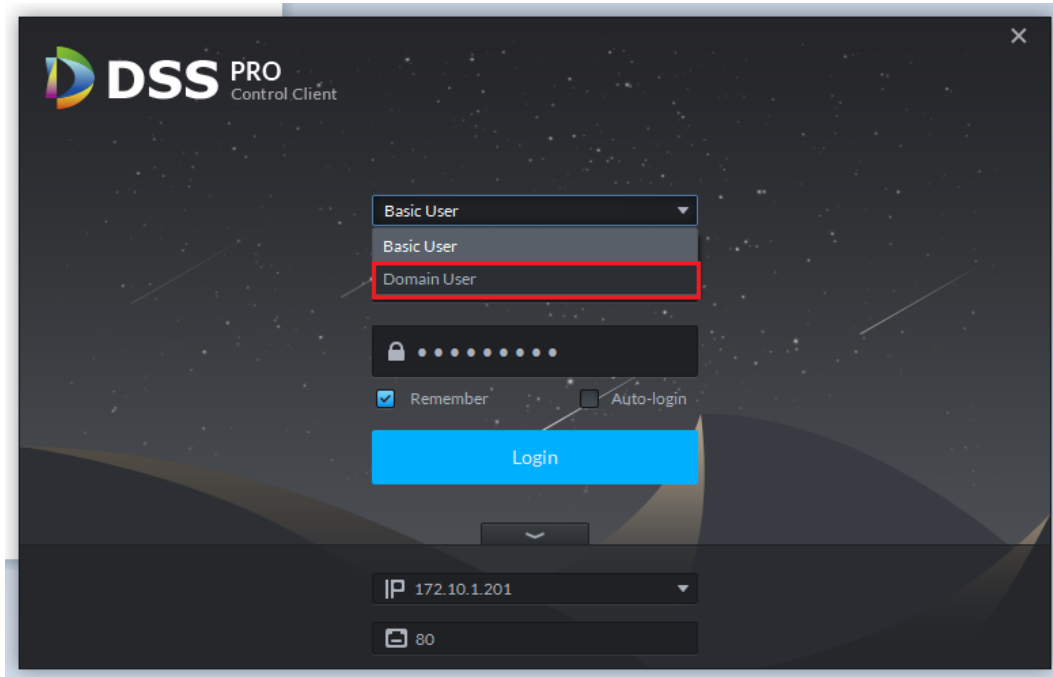 DSS PRO
Control Client
Basic User
Basic User
Domain User
Remember
Auto-login
Login
IP 172.10.1.201
80